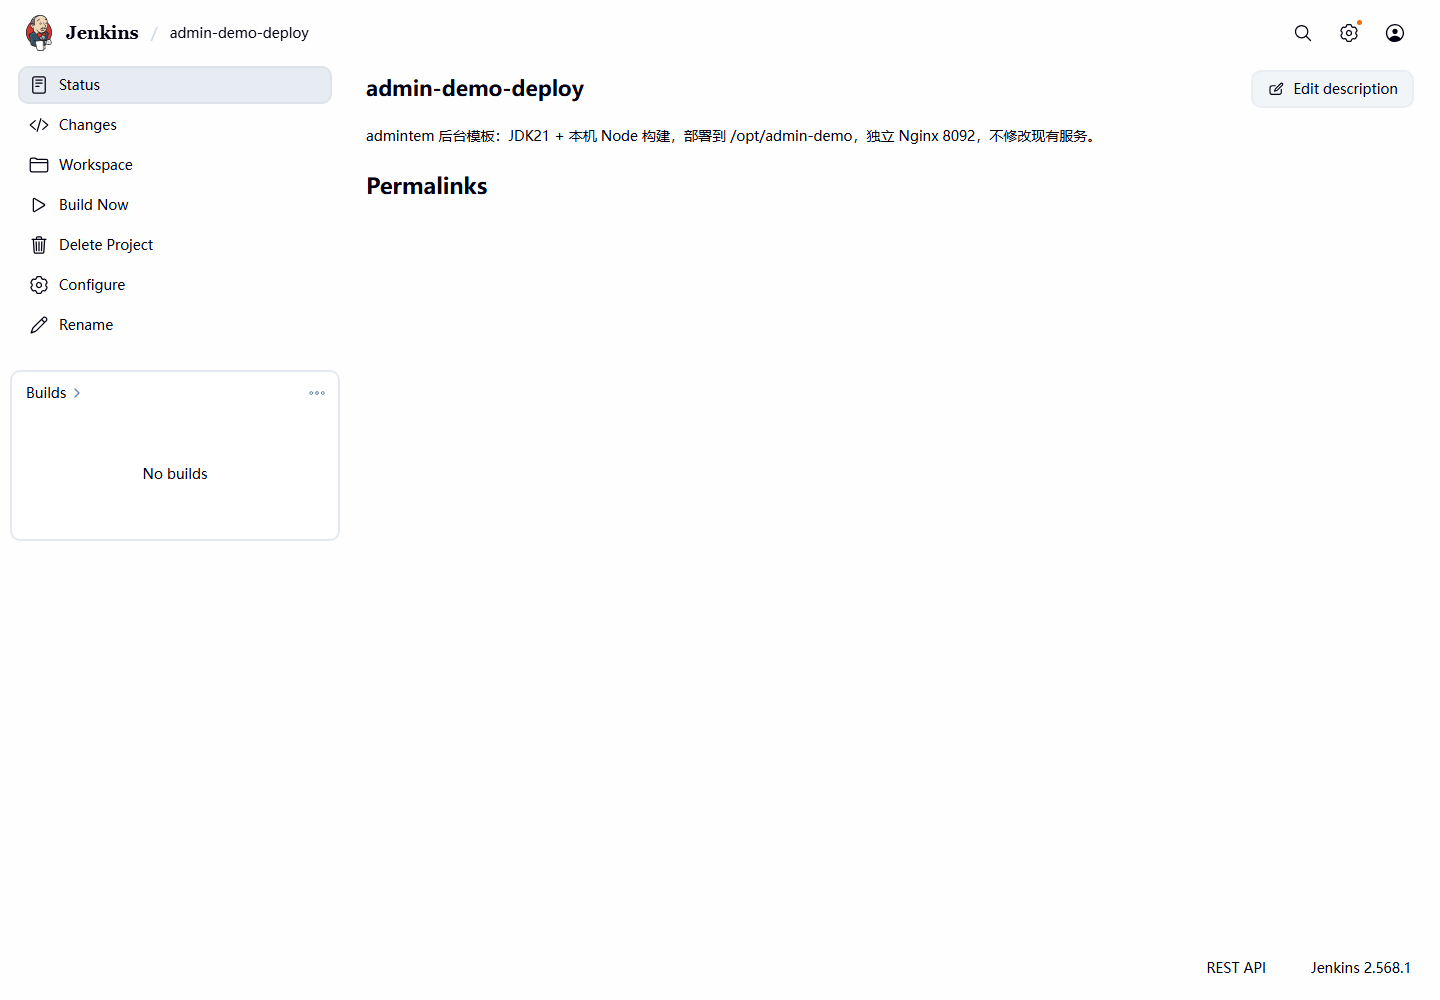 Jenkins / admin-demo-deploy
Status
Changes
Workspace
Build Now
Delete Project
Configure
Rename
Builds
No builds
admin-demo-deploy
Edit description
admintem 后台模板：JDK21 + 本机 Node 构建，部署到 /opt/admin-demo，独立 Nginx 8092，不修改现有服务。
Permalinks
REST API
Jenkins 2.568.1